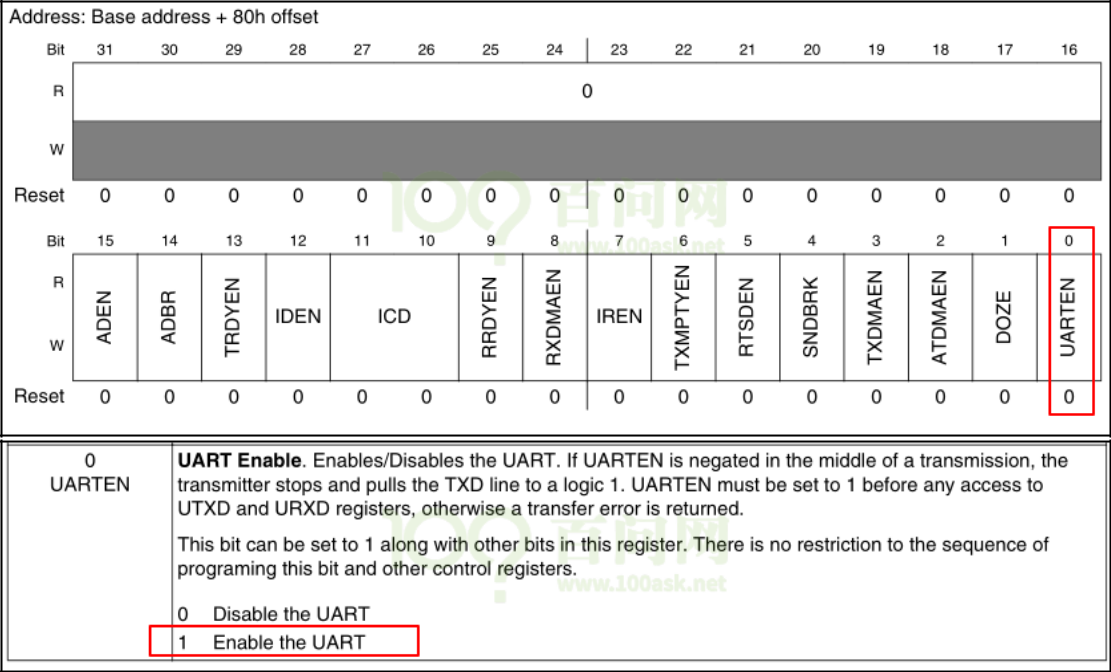 Address: Base address + 80h offset
Bit 31 30 29 28 27 26 25 24 23 22 21 20 19 18 17 16
R 0
W
Reset 0 0 0 0 0 0 0 0 0 0 0 0 0 0 0 0
Bit 15 14 13 12 11 10 9 8 7 6 5 4 3 2 1 0
R
W
ADEN ADBR TRDYEN IDEN ICD RRDYEN RXDMAEN IREN TXMPTYEN RTSDEN SNDBRK TXDMAEN ATDMAEN DOZE UARTEN
Reset 0 0 0 0 0 0 0 0 0 0 0 0 0 0 0 0
100 百问网
www.100ask.net
0
UARTEN
UART Enable. Enables/Disables the UART. If UARTEN is negated in the middle of a transmission, the
transmitter stops and pulls the TXD line to a logic 1. UARTEN must be set to 1 before any access to
UTXD and URXD registers, otherwise a transfer error is returned.
This bit can be set to 1 along with other bits in this register. There is no restriction to the sequence of
programing this bit and other control registers.
0 Disable the UART
1 Enable the UART
100 百问网
www.100ask.net